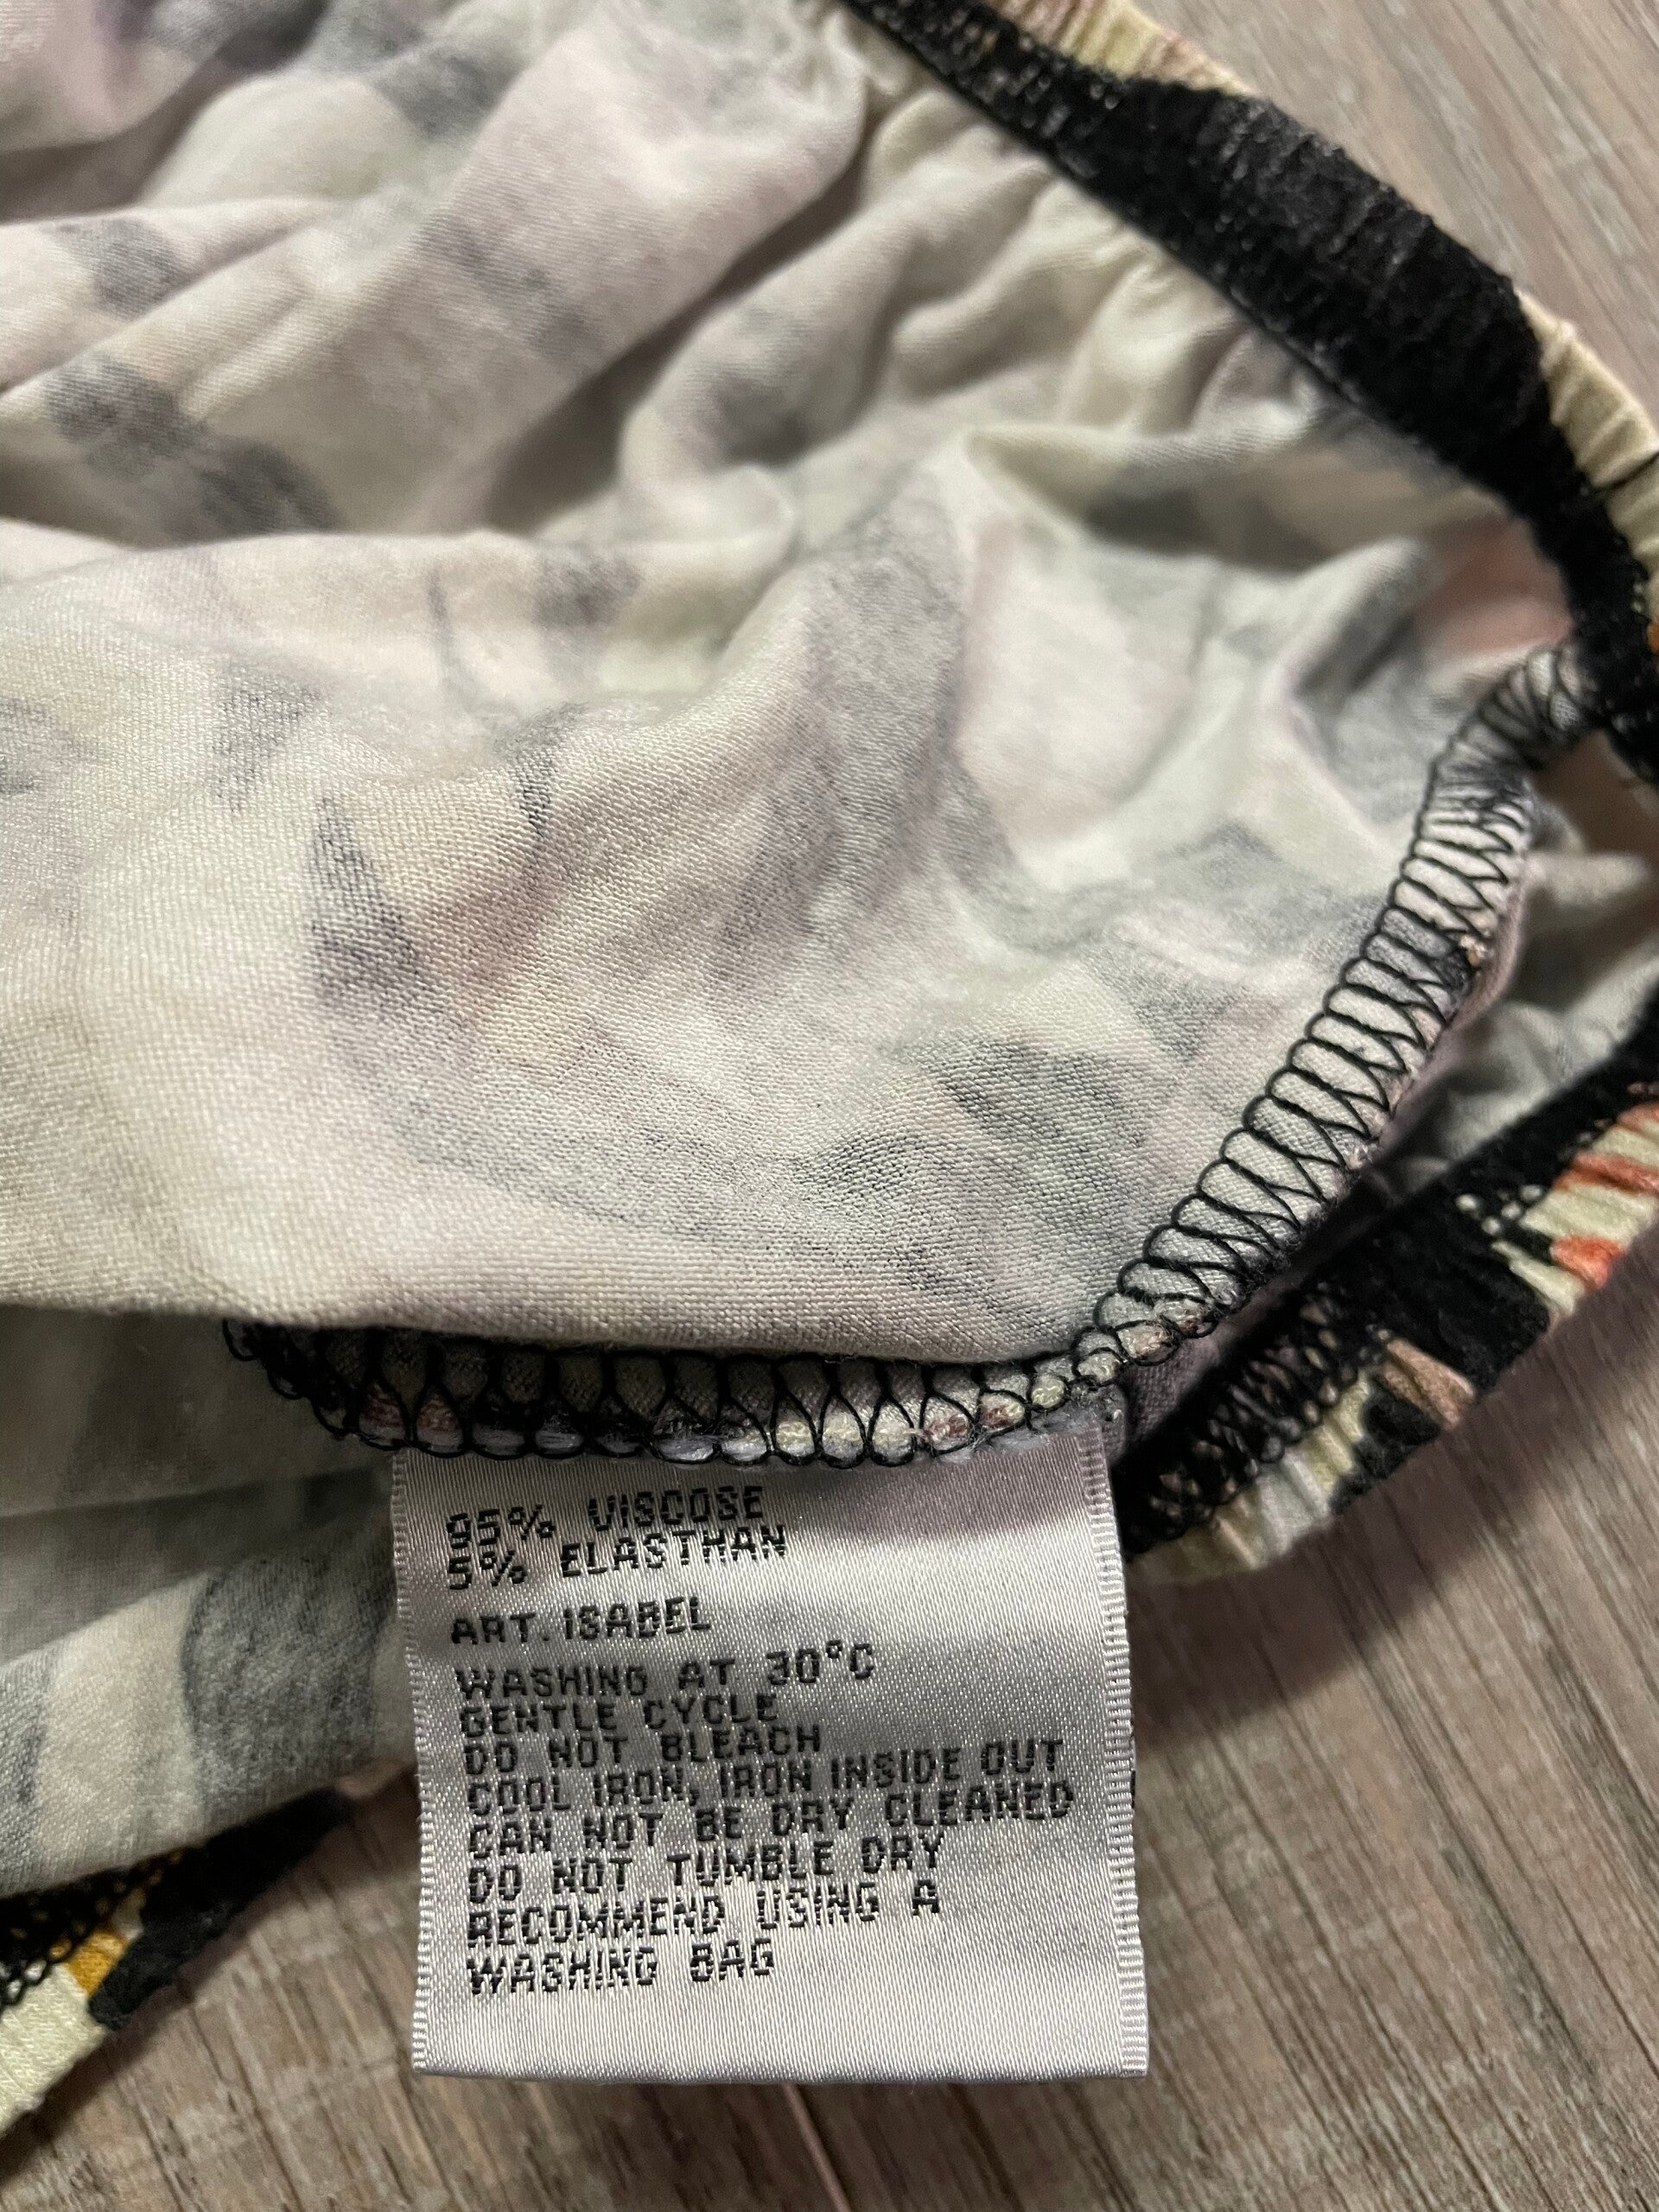 95% VISCOSE
5% ELASTHAN
ART. ISABEL
WASHING AT 30°C
GENTLE CYCLE
DO NOT BLEACH
COOL IRON, IRON INSIDE OUT
CAN NOT BE DRY CLEANED
DO NOT TUMBLE DRY
RECOMMEND USING A
WASHING BAG